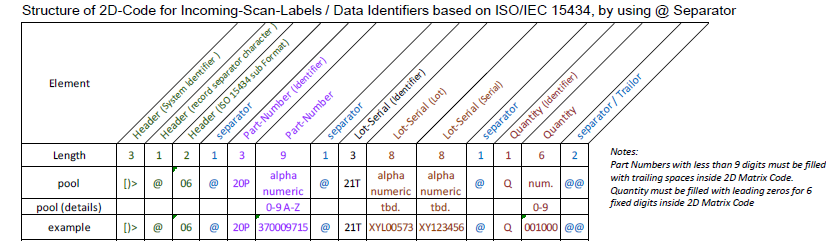 Structure of 2D-Code for Incoming-Scan-Labels / Data Identifiers based on ISO/IEC 15434, by using @ Separator
Element
Header (System Identifier )
Header (record separator character )
Header (ISO 15434 sub Format)
separator
Part-Number (Identifier)
Part-Number
separator
Lot-Serial (Identifier)
Lot-Serial (Lot)
Lot-Serial (Serial)
separator
Quantity (Identifier)
Quantity
separator / Trailor
Length 3 1 2 1 3 9 1 3 8 8 1 1 6 2
pool [)> @ 06 @ 20P alpha numeric @ 21T alpha numeric alpha numeric @ Q num. @@
pool (details) 0-9 A-Z tbd. tbd. 0-9
example [)> @ 06 @ 20P 370009715 @ 21T XYL00573 XY123456 @ Q 001000 @@
Notes:
Part Numbers with less than 9 digits must be filled
with trailing spaces inside 2D Matrix Code.
Quantity must be filled with leading zeros for 6
fixed digits inside 2D Matrix Code